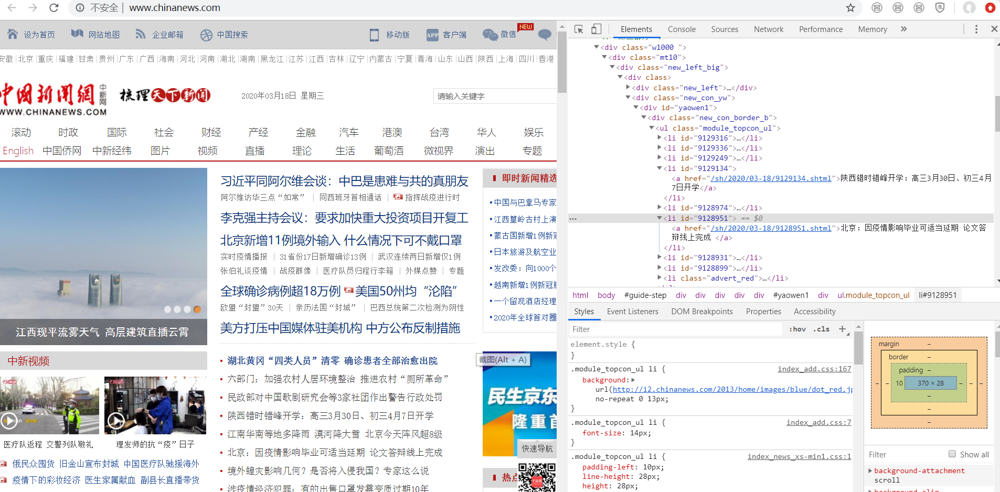 不安全 | www.chinanews.com
设为首页 网站地图 企业邮箱 中国搜索 移动版 APP 客户端 微信 NEW
安徽|北京|重庆|福建|甘肃|贵州|广东|广西|海南|河北|河南|湖北|湖南|黑龙江|江苏|江西|吉林|辽宁|内蒙古|宁夏|青海|山东|山西|陕西|上海|四川|香港
中国新闻网 中新网 梳理天下新闻 2020年03月18日 星期三 请输入关键字
WWW.CHINANEWS.COM
滚动 时政 国际 社会 财经 产经 金融 汽车 港澳 台湾 华人 娱乐
English 中国侨网 中新经纬 图片 视频 直播 理论 生活 葡萄酒 微视界 演出 专题
江西现平流雾天气 高层建筑直播云霄
中新视频
医疗队返程 交警列队敬礼 理发师的抗“疫”日子
俄民众囤货 旧金山宣布封城 中国医疗队驰援海外
疫情下的彩妆经济 医生家属献血 副县长直播带货
习近平同阿尔维会谈：中巴是患难与共的真朋友
阿尔维访华三点“如常” | 同西班牙首相通话 | 指挥战疫进行时
李克强主持会议：要求加快重大投资项目开复工
北京新增11例境外输入 什么情况下可不戴口罩
实时疫情播报 | 31省份17日新增确诊13例 | 武汉连续两日新增仅1例
张伯礼谈疫情 | 战疫群像 | 医疗队员归程行李箱 | 外媒点赞 | 专题
全球确诊病例超18万例 美国50州均“沦陷”
欧盟“封盟”30天 | 亲历法国“封城” | 巴西总统第二次检测为阴性
美方打压中国媒体驻美机构 中方公布反制措施
湖北黄冈“四类人员”清零 确诊患者全部治愈出院
六部门：加强农村人居环境整治 推进农村“厕所革命”
民政部对中国歌剧研究会等3家社团作出警告行政处罚
陕西错时错峰开学：高三3月30日、初三4月7日开学
江南华南等地多降雨 漠河降大雪 北京今天阵风超8级
北京：因疫情影响毕业可适当延期 论文答辩线上完成
境外蝗灾影响几何？是否将入侵我国？专家这么说
涉疫情经济犯罪：有的出售口罩发霉变质过期10年
即时新闻精选
中国与巴拿马专家
江西篁岭古村上演
蒙古国新增1例新冠
日本旅游及航空业
发改委：向1000个
越南新增1例新冠肺
一个留观酒店经理
2020年全球首对圈
截图(Alt + A)
民生京东
隆重首
快速导航
热点
Elements Console Sources Network Performance Memory »
<div class="w1000 ">
<div class="mt10">
<div class="new_left_big">
<div class>
<div class="new_left">…</div>
<div class="new_con_yw">
<div id="yaowen1">
<div class="new_con_border_b">
<ul class="module_topcon_ul">
<li id="9129316">…</li>
<li id="9129336">…</li>
<li id="9129249">…</li>
<li id="9129134">
<a href="/sh/2020/03-18/9129134.shtml">陕西错时错峰开学：高三3月30日、初三4月
7日开学</a>
</li>
<li id="9128974">…</li>
… <li id="9128951"> == $0
<a href="/sh/2020/03-18/9128951.shtml">北京：因疫情影响毕业可适当延期 论文答
辩线上完成 </a>
</li>
<li id="9128931">…</li>
<li id="9128899">…</li>
<li class="advert_red">…</li>
html body #guide-step div div div div div #yaowen1 div ul.module_topcon_ul li#9128951
Styles Event Listeners DOM Breakpoints Properties Accessibility
Filter :hov .cls +
element.style {
}
.module_topcon_ul li { index_add.css:167
background:
url(http://i2.chinanews.com/2013/home/images/blue/dot_red.jp
no-repeat 0 13px;
}
.module_topcon_ul li { index_add.css:7
font-size: 14px;
}
.module_topcon_ul li { index_news_xs-min1.css:1
padding-left: 10px;
line-height: 28px;
height: 28px;
margin –
border –
padding –
– – 10 370 × 28 – – –
–
–
–
Filter Show all
background-attachment
scroll